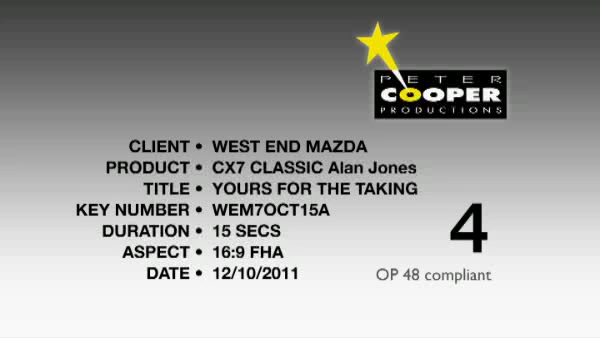 PETER
COOPER
PRODUCTIONS
CLIENT • WEST END MAZDA
PRODUCT • CX7 CLASSIC Alan Jones
TITLE • YOURS FOR THE TAKING
KEY NUMBER • WEM7OCT15A
DURATION • 15 SECS
ASPECT • 16:9 FHA
DATE • 12/10/2011
4
OP 48 compliant